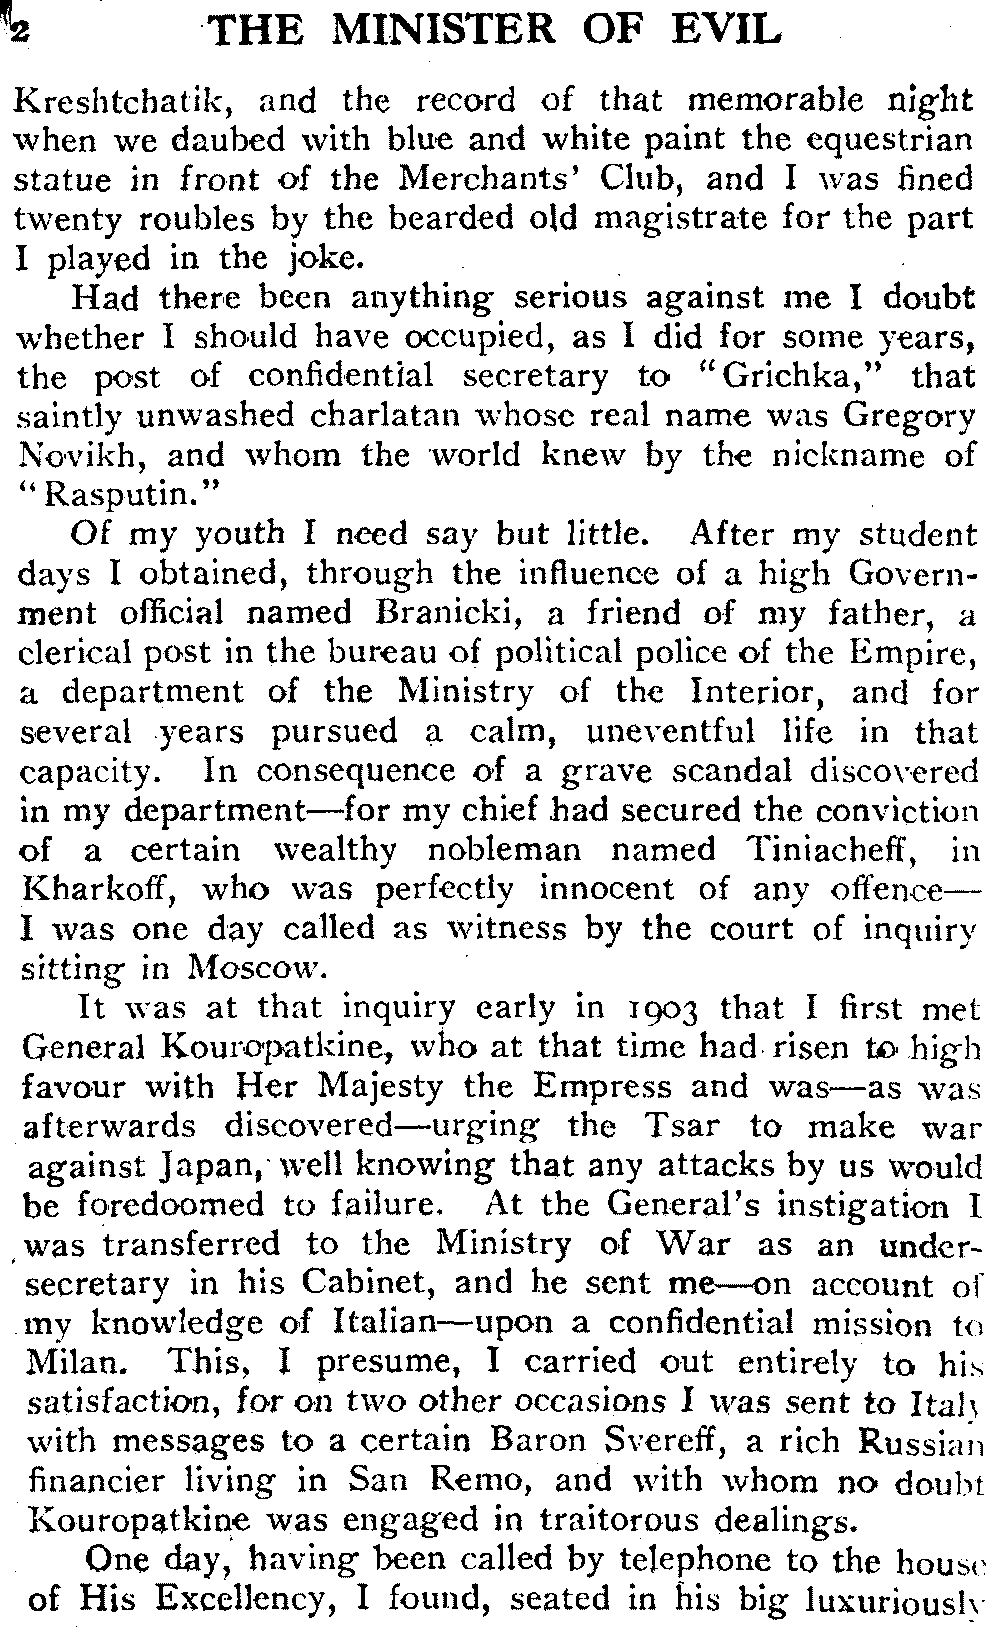 2 THE MINISTER OF EVIL
Kreshtchatik, and the record of that memorable night
when we daubed with blue and white paint the equestrian
statue in front of the Merchants' Club, and I was fined
twenty roubles by the bearded old magistrate for the part
I played in the joke.
Had there been anything serious against me I doubt
whether I should have occupied, as I did for some years,
the post of confidential secretary to "Grichka," that
saintly unwashed charlatan whose real name was Gregory
Novikh, and whom the world knew by the nickname of
"Rasputin."
Of my youth I need say but little. After my student
days I obtained, through the influence of a high Govern-
ment official named Branicki, a friend of my father, a
clerical post in the bureau of political police of the Empire,
a department of the Ministry of the Interior, and for
several years pursued a calm, uneventful life in that
capacity. In consequence of a grave scandal discovered
in my department—for my chief had secured the conviction
of a certain wealthy nobleman named Tiniacheff, in
Kharkoff, who was perfectly innocent of any offence—
I was one day called as witness by the court of inquiry
sitting in Moscow.
It was at that inquiry early in 1903 that I first met
General Kouropatkine, who at that time had risen to high
favour with Her Majesty the Empress and was—as was
afterwards discovered—urging the Tsar to make war
against Japan, well knowing that any attacks by us would
be foredoomed to failure. At the General's instigation I
was transferred to the Ministry of War as an under-
secretary in his Cabinet, and he sent me—on account of
my knowledge of Italian—upon a confidential mission to
Milan. This, I presume, I carried out entirely to his
satisfaction, for on two other occasions I was sent to Italy
with messages to a certain Baron Svereff, a rich Russian
financier living in San Remo, and with whom no doubt
Kouropatkine was engaged in traitorous dealings.
One day, having been called by telephone to the house
of His Excellency, I found, seated in his big luxuriously